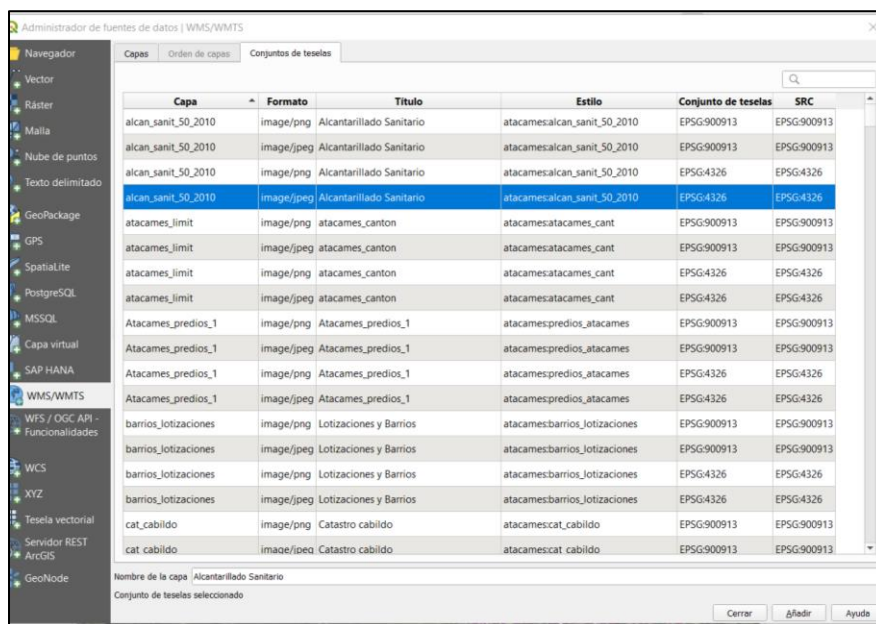 Administrador de fuentes de datos | WMS/WMTS
Navegador
Vector
Ráster
Malla
Nube de puntos
Texto delimitado
GeoPackage
GPS
SpatiaLite
PostgreSQL
MSSQL
Capa virtual
SAP HANA
WMS/WMTS
WFS / OGC API -
Funcionalidades
WCS
XYZ
Tesela vectorial
Servidor REST
ArcGIS
GeoNode
Capas Orden de capas Conjuntos de teselas
Capa Formato Título Estilo Conjunto de teselas SRC
alcan_sanit_50_2010 image/png Alcantarillado Sanitario atacames:alcan_sanit_50_2010 EPSG:900913 EPSG:900913
alcan_sanit_50_2010 image/jpeg Alcantarillado Sanitario atacames:alcan_sanit_50_2010 EPSG:900913 EPSG:900913
alcan_sanit_50_2010 image/png Alcantarillado Sanitario atacames:alcan_sanit_50_2010 EPSG:4326 EPSG:4326
alcan_sanit_50_2010 image/jpeg Alcantarillado Sanitario atacames:alcan_sanit_50_2010 EPSG:4326 EPSG:4326
atacames_limit image/png atacames_canton atacames:atacames_cant EPSG:900913 EPSG:900913
atacames_limit image/jpeg atacames_canton atacames:atacames_cant EPSG:900913 EPSG:900913
atacames_limit image/png atacames_canton atacames:atacames_cant EPSG:4326 EPSG:4326
atacames_limit image/jpeg atacames_canton atacames:atacames_cant EPSG:4326 EPSG:4326
Atacames_predios_1 image/png Atacames_predios_1 atacames:predios_atacames EPSG:900913 EPSG:900913
Atacames_predios_1 image/jpeg Atacames_predios_1 atacames:predios_atacames EPSG:900913 EPSG:900913
Atacames_predios_1 image/png Atacames_predios_1 atacames:predios_atacames EPSG:4326 EPSG:4326
Atacames_predios_1 image/jpeg Atacames_predios_1 atacames:predios_atacames EPSG:4326 EPSG:4326
barrios_lotizaciones image/png Lotizaciones y Barrios atacames:barrios_lotizaciones EPSG:900913 EPSG:900913
barrios_lotizaciones image/jpeg Lotizaciones y Barrios atacames:barrios_lotizaciones EPSG:900913 EPSG:900913
barrios_lotizaciones image/png Lotizaciones y Barrios atacames:barrios_lotizaciones EPSG:4326 EPSG:4326
barrios_lotizaciones image/jpeg Lotizaciones y Barrios atacames:barrios_lotizaciones EPSG:4326 EPSG:4326
cat_cabildo image/png Catastro cabildo atacames:cat_cabildo EPSG:900913 EPSG:900913
cat_cabildo image/jpeg Catastro cabildo atacames:cat_cabildo EPSG:900913 EPSG:900913
Nombre de la capa Alcantarillado Sanitario
Conjunto de teselas seleccionado
Cerrar Añadir Ayuda